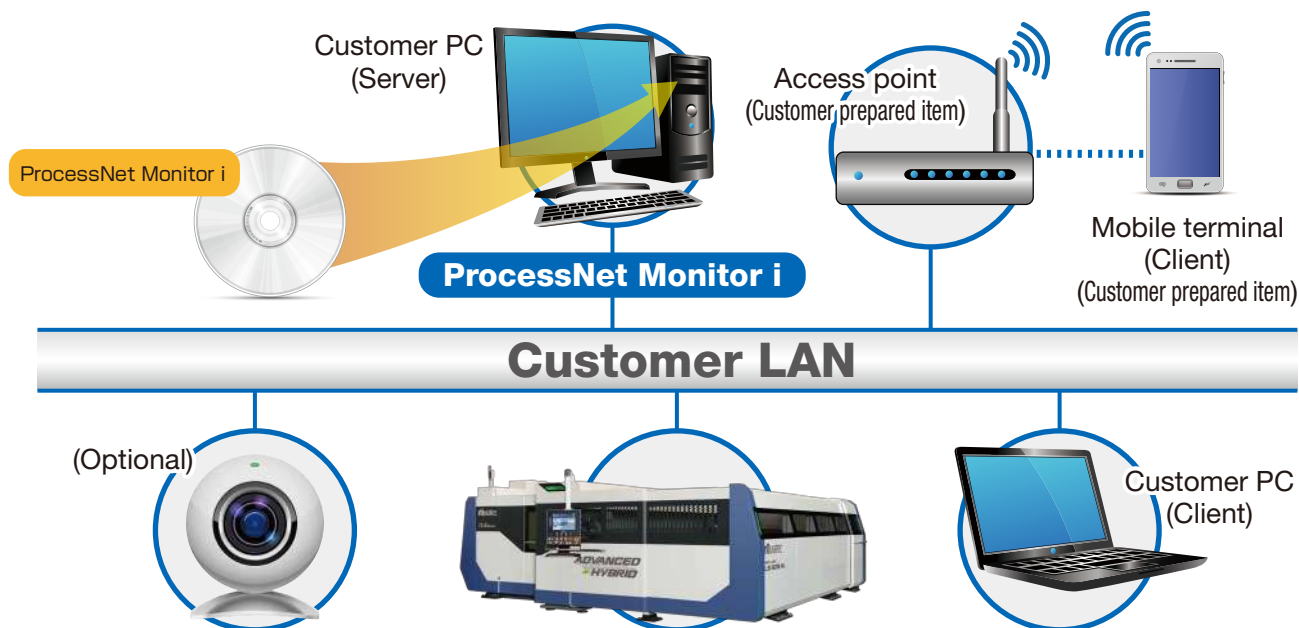 Customer PC
(Server)
ProcessNet Monitor i
Access point
(Customer prepared item)
Mobile terminal
(Client)
(Customer prepared item)
ProcessNet Monitor i
Customer LAN
(Optional)
ADVANCED
HYBRID
Customer PC
(Client)